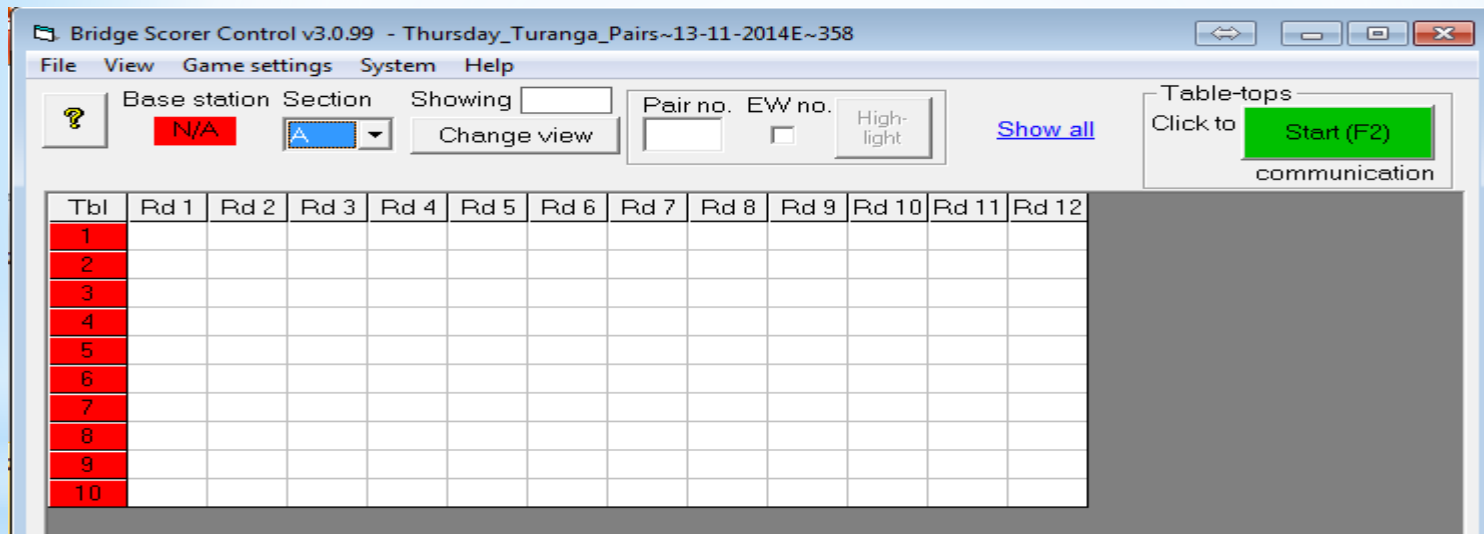 Bridge Scorer Control v3.0.99 - Thursday_Turanga_Pairs~13-11-2014E~358
File View Game settings System Help
? Base station Section Showing Pair no. EW no. High-light Show all Table-tops
N/A A Change view Click to Start (F2)
communication
Tbl Rd 1 Rd 2 Rd 3 Rd 4 Rd 5 Rd 6 Rd 7 Rd 8 Rd 9 Rd 10 Rd 11 Rd 12
1
2
3
4
5
6
7
8
9
10